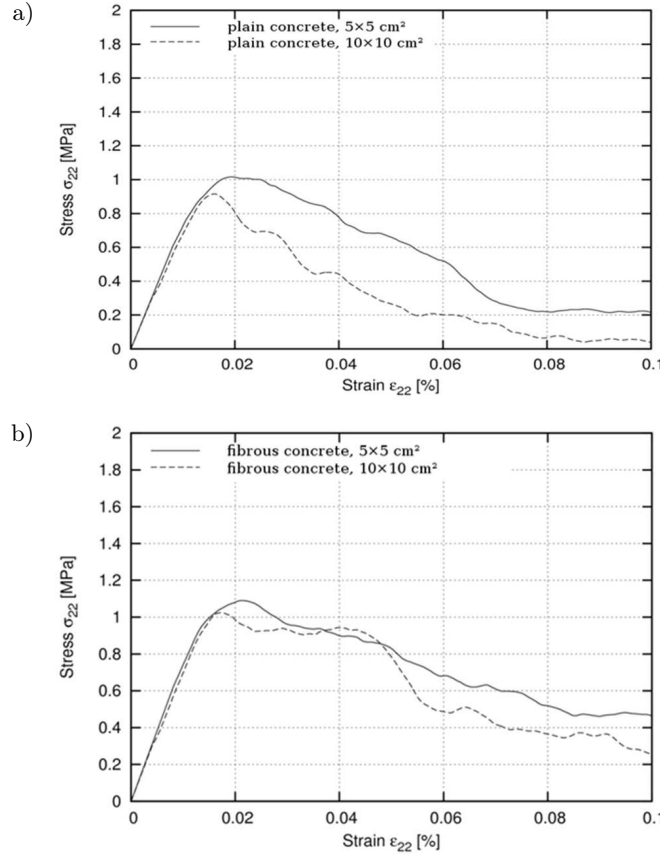 a)
plain concrete, 5×5 cm²
plain concrete, 10×10 cm²
2
1.8
1.6
1.4
1.2
1
0.8
0.6
0.4
0.2
0
Stress σ22 [MPa]
0 0.02 0.04 0.06 0.08 0.1
Strain ε22 [%]
b)
fibrous concrete, 5×5 cm²
fibrous concrete, 10×10 cm²
2
1.8
1.6
1.4
1.2
1
0.8
0.6
0.4
0.2
0
Stress σ22 [MPa]
0 0.02 0.04 0.06 0.08 0.1
Strain ε22 [%]